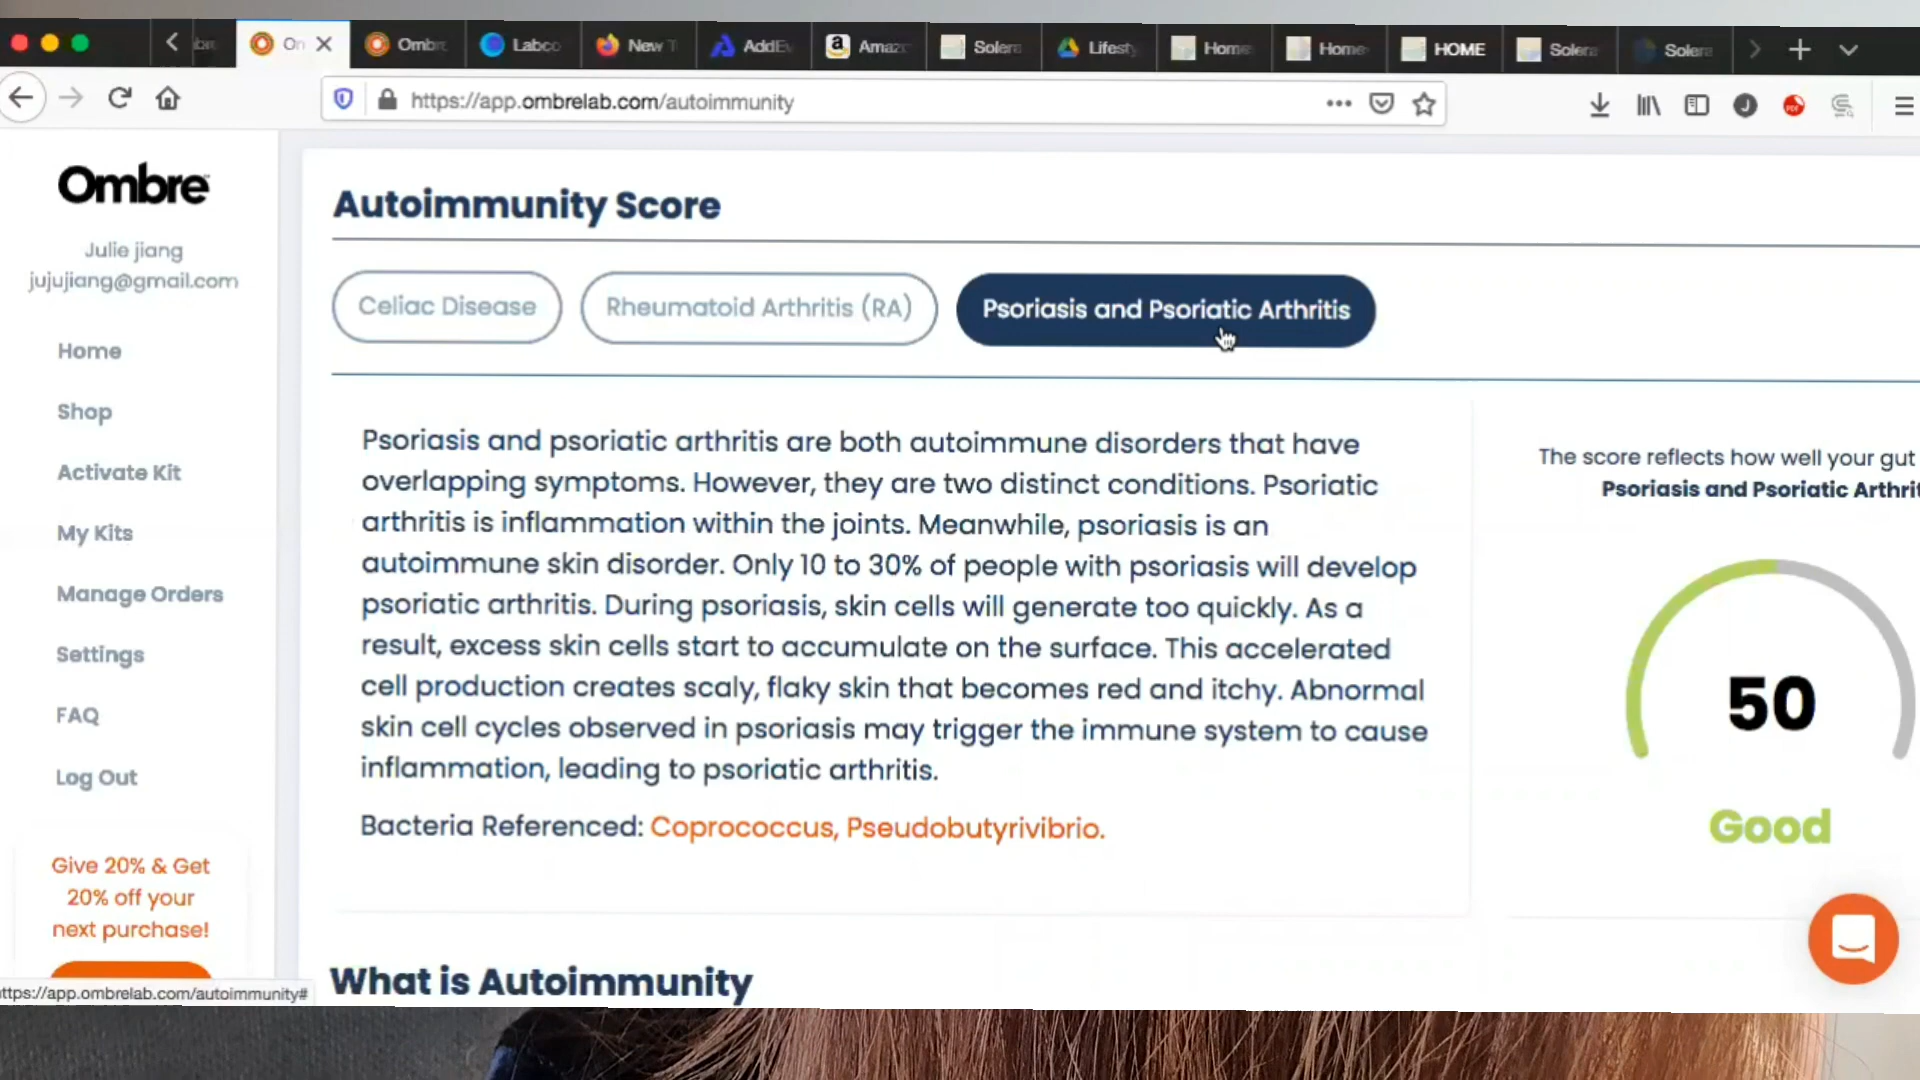 New
Amaz
HOME
https://app.ombrelab.com/autoimmunity
Ombre
Julie jiang
jujujiang@gmail.com
Home
Shop
Activate Kit
My Kits
Manage Orders
Settings
FAQ
Log Out
Give 20% & Get
20% off your
next purchase!
ttps://app.ombrelab.com/autoimmunity#
Autoimmunity Score
Celiac Disease
Rheumatoid Arthritis (RA)
Psoriasis and Psoriatic Arthritis
Psoriasis and psoriatic arthritis are both autoimmune disorders that have
overlapping symptoms. However, they are two distinct conditions. Psoriatic
arthritis is inflammation within the joints. Meanwhile, psoriasis is an
autoimmune skin disorder. Only 10 to 30% of people with psoriasis will develop
psoriatic arthritis. During psoriasis, skin cells will generate too quickly. As a
result, excess skin cells start to accumulate on the surface. This accelerated
cell production creates scaly, flaky skin that becomes red and itchy. Abnormal
skin cell cycles observed in psoriasis may trigger the immune system to cause
inflammation, leading to psoriatic arthritis.
Bacteria Referenced: Coprococcus, Pseudobutyrivibrio.
The score reflects how well your gut
Psoriasis and Psoriatic Arthrit
50
Good
What is Autoimmunity